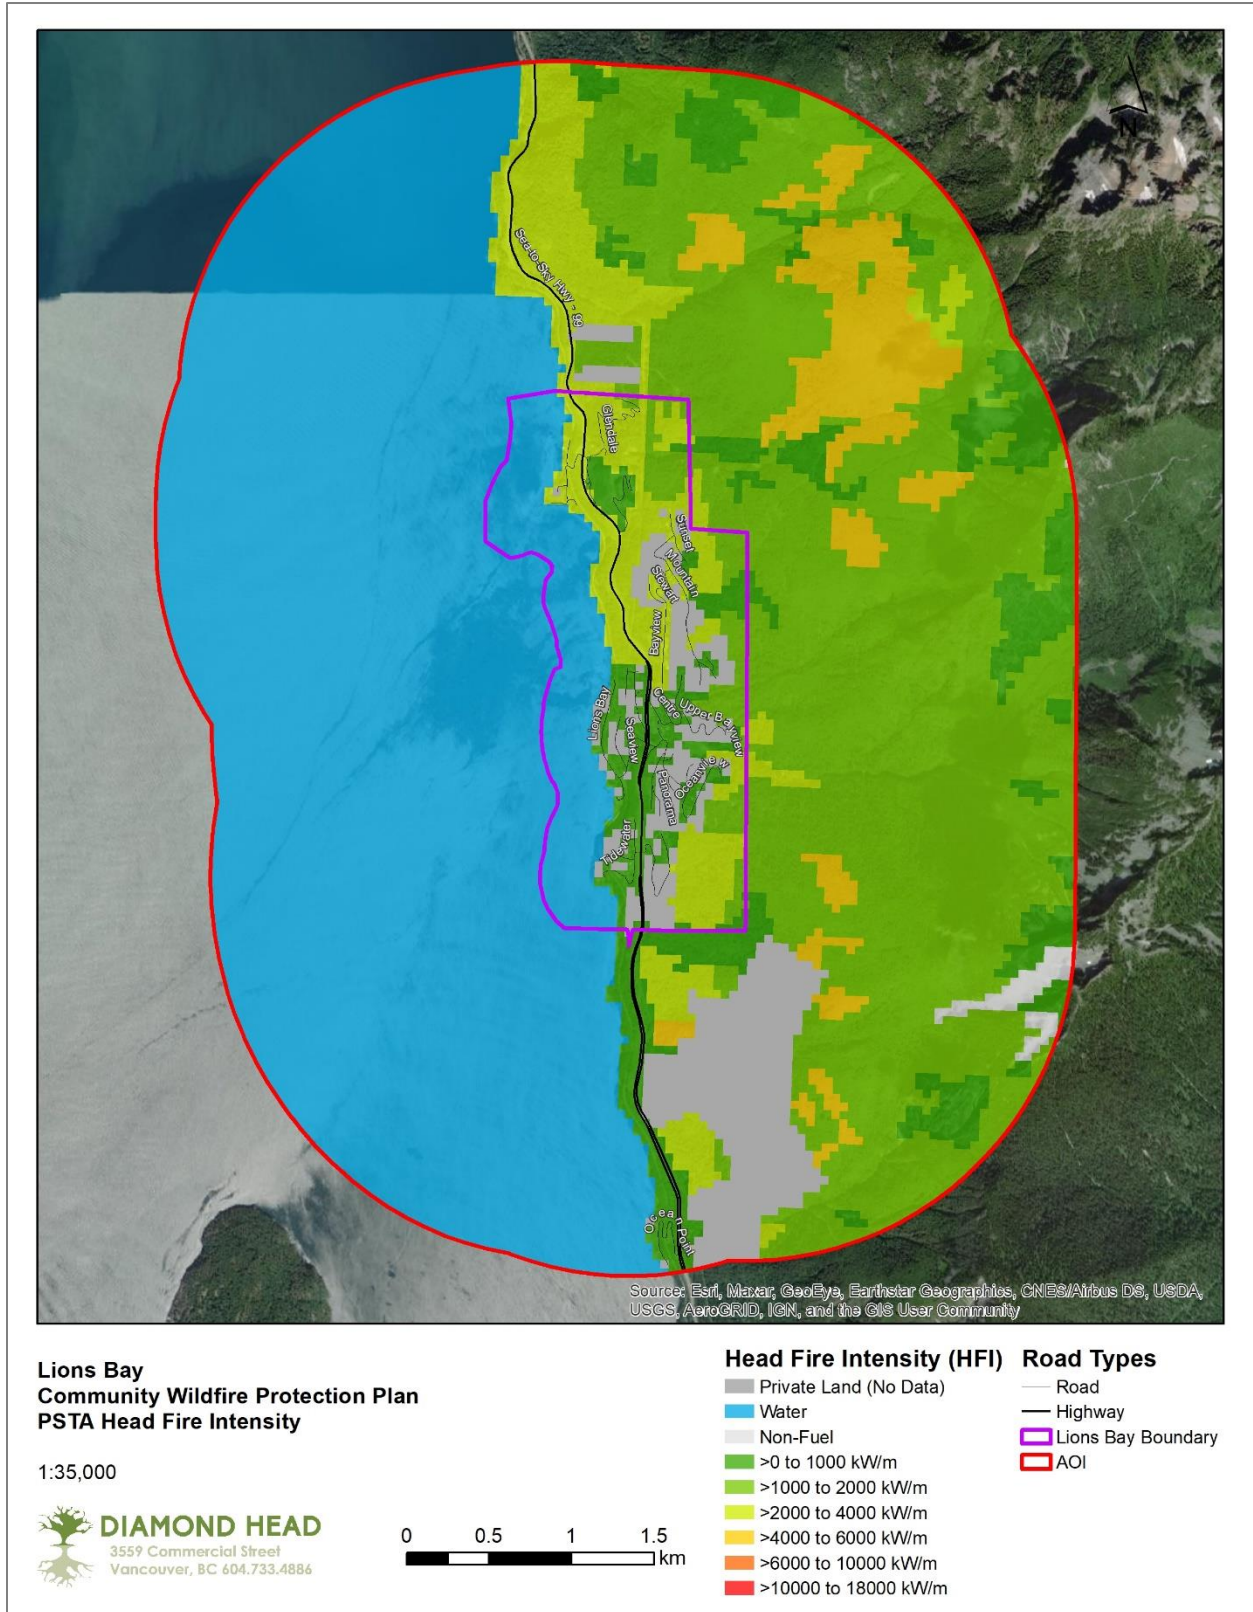 N
Sea-to-Sky Hwy - 99
Glendale
Sunset
Mountain
Stewart
Bayview
Lions Bay
Seaview
Centre
Upper Bayview
Oceanview
Panorama
Tidewater
Ocean Point
Source: Esri, Maxar, GeoEye, Earthstar Geographics, CNES/Airbus DS, USDA,
USGS, AeroGRID, IGN, and the GIS User Community
Lions Bay
Community Wildfire Protection Plan
PSTA Head Fire Intensity
1:35,000
DIAMOND HEAD
3559 Commercial Street
Vancouver, BC 604.733.4886
0 0.5 1 1.5
km
Head Fire Intensity (HFI)
Private Land (No Data)
Water
Non-Fuel
>0 to 1000 kW/m
>1000 to 2000 kW/m
>2000 to 4000 kW/m
>4000 to 6000 kW/m
>6000 to 10000 kW/m
>10000 to 18000 kW/m
Road Types
Road
Highway
Lions Bay Boundary
AOI